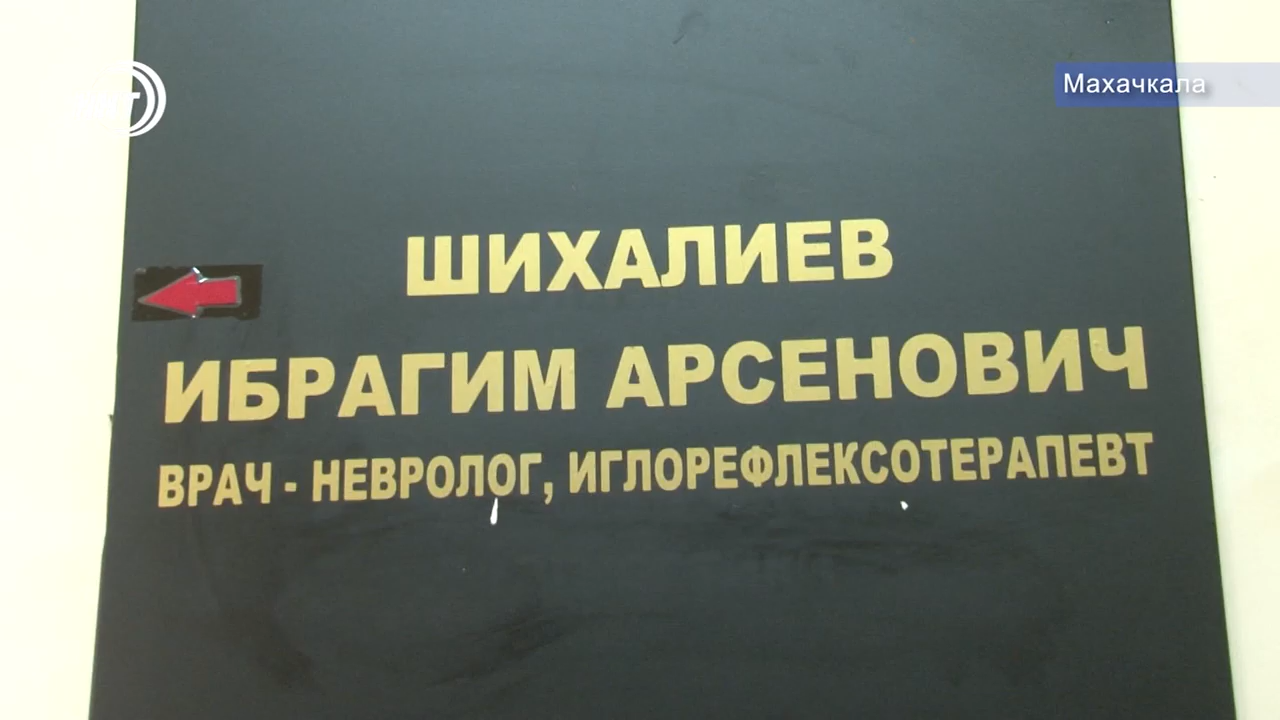 Махачкала
ШИХАЛИЕВ
ИБРАГИМ АРСЕНОВИЧ
ВРАЧ - НЕВРОЛОГ, ИГЛОРЕФЛЕКСОТЕРАПЕВТ